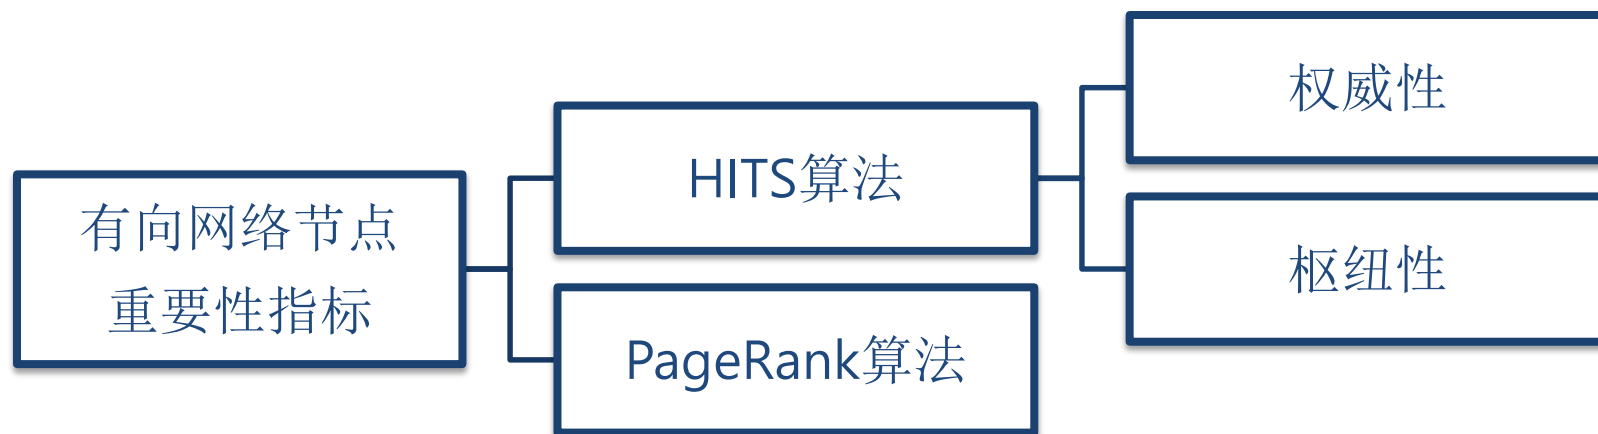 有向网络节点
重要性指标
HITS算法
PageRank算法
权威性
枢纽性